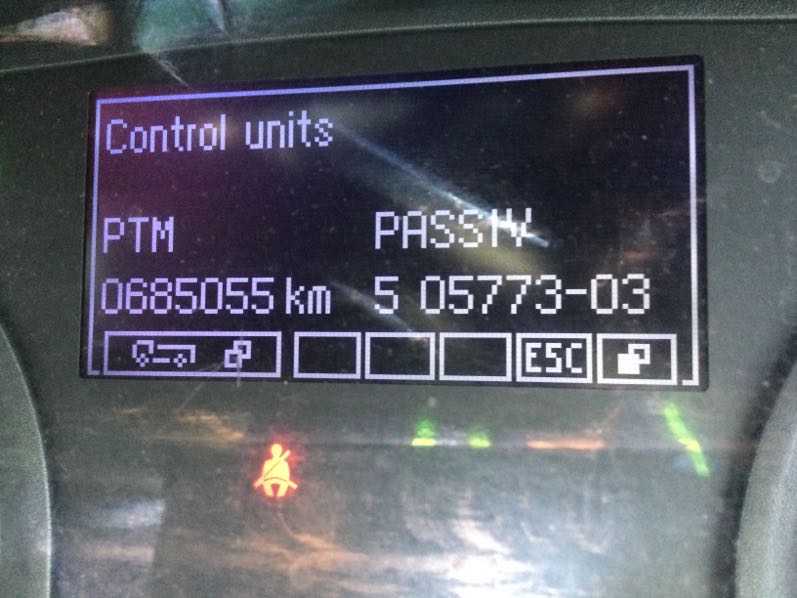 Control units
PTM PASSIV
0685055 km 5 05773-03
ESC